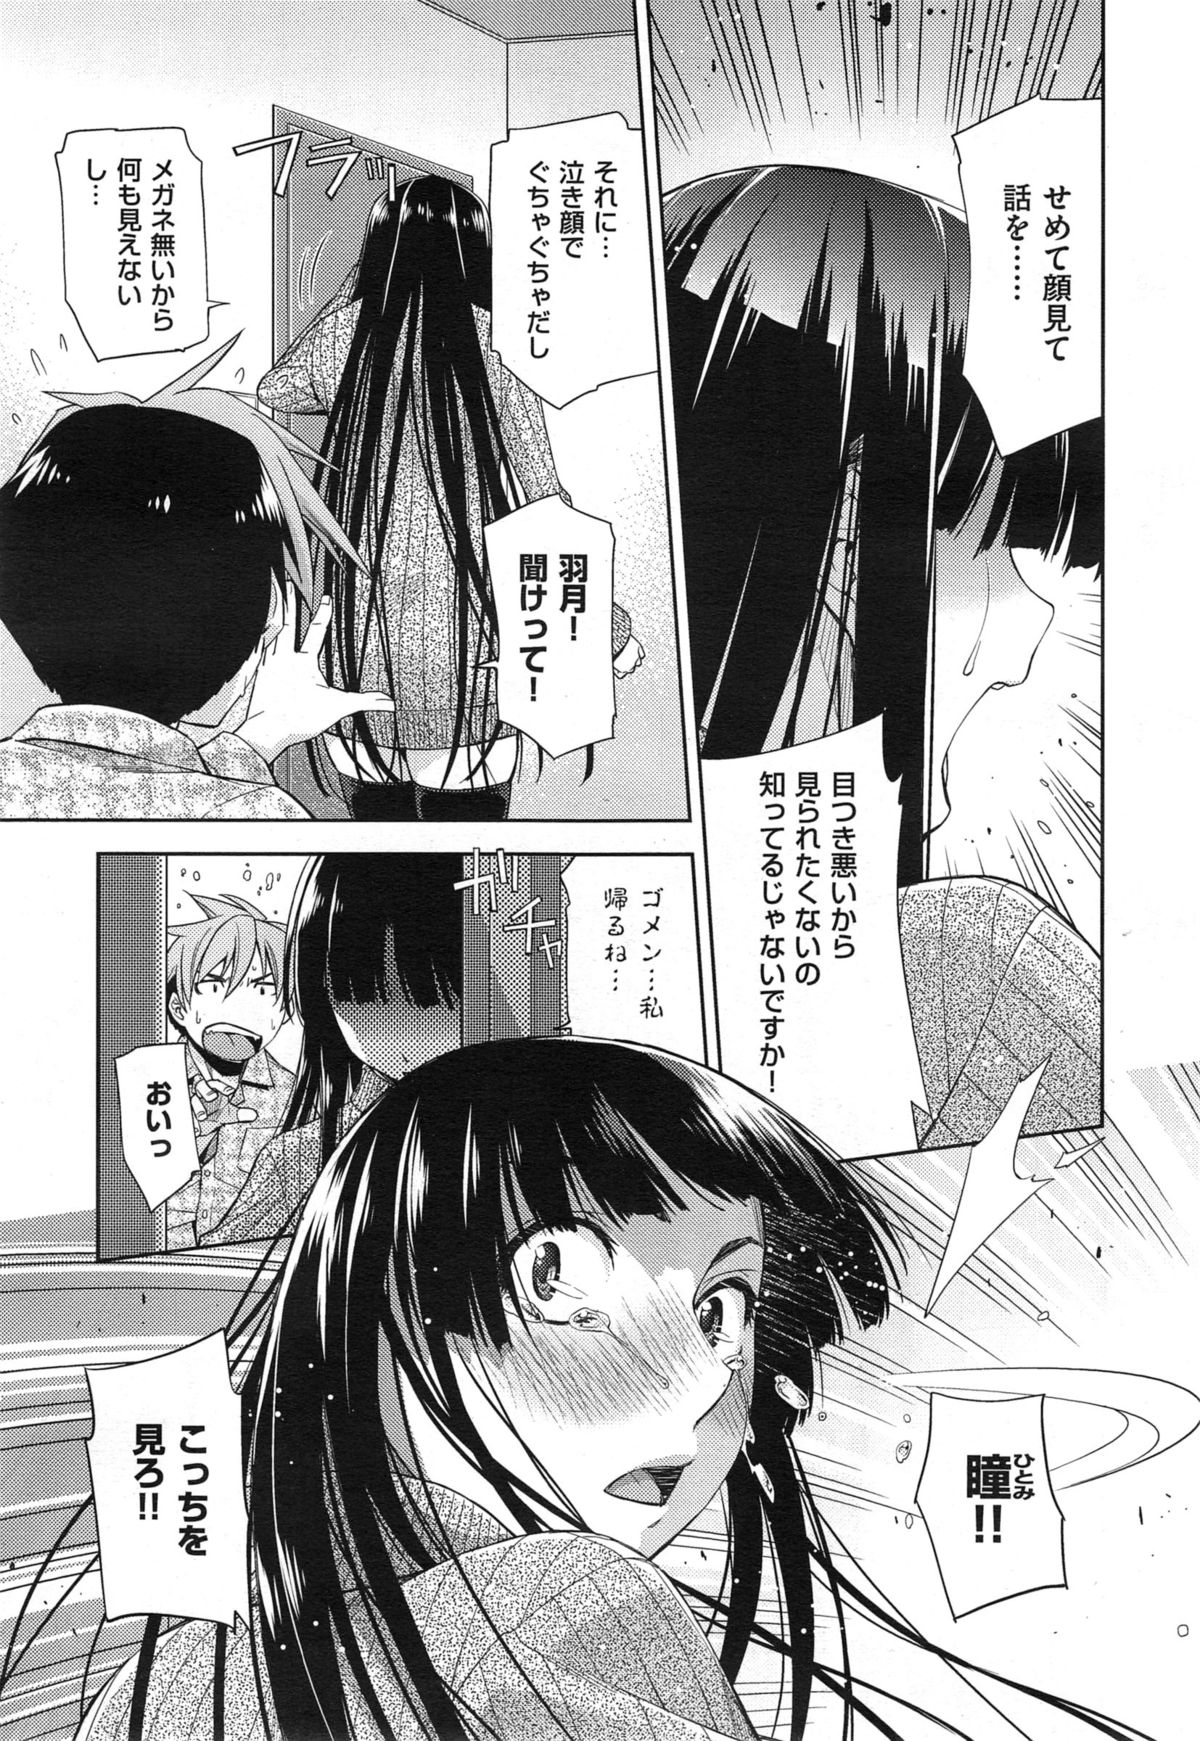 せめて顔見て
話を……
目つき悪いから
見られたくないの
知ってるじゃないですか！
それに…
泣き顔で
ぐちゃぐちゃだし
フラッ
メガネ無いから
何も見えない
し…
羽月！
聞けって！
ゴメン…私
帰るね…
ガチャ
おいっ
瞳!!
ひとみ
こっちを
見ろ!!